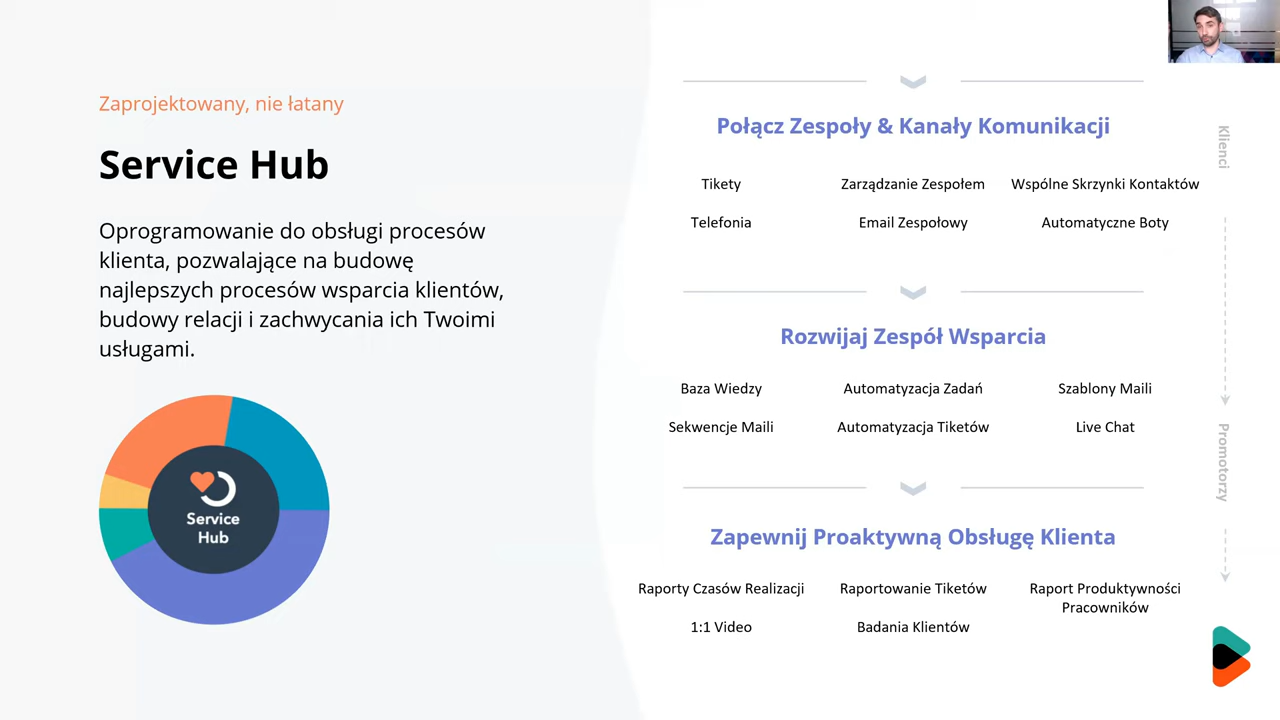 Zaprojektowany, nie łatany
Service Hub
Oprogramowanie do obsługi procesów
klienta, pozwalające na budowę
najlepszych procesów wsparcia klientów,
budowy relacji i zachwycania ich Twoimi
usługami.
Service
Hub
Połącz Zespoły & Kanały Komunikacji
Tikety Zarządzanie Zespołem Wspólne Skrzynki Kontaktów
Telefonia Email Zespołowy Automatyczne Boty
Rozwijaj Zespół Wsparcia
Baza Wiedzy Automatyzacja Zadań Szablony Maili
Sekwencje Maili Automatyzacja Tiketów Live Chat
Zapewnij Proaktywną Obsługę Klienta
Raporty Czasów Realizacji Raportowanie Tiketów Raport Produktywności
Pracowników
1:1 Video Badania Klientów
Klienci
Promotorzy